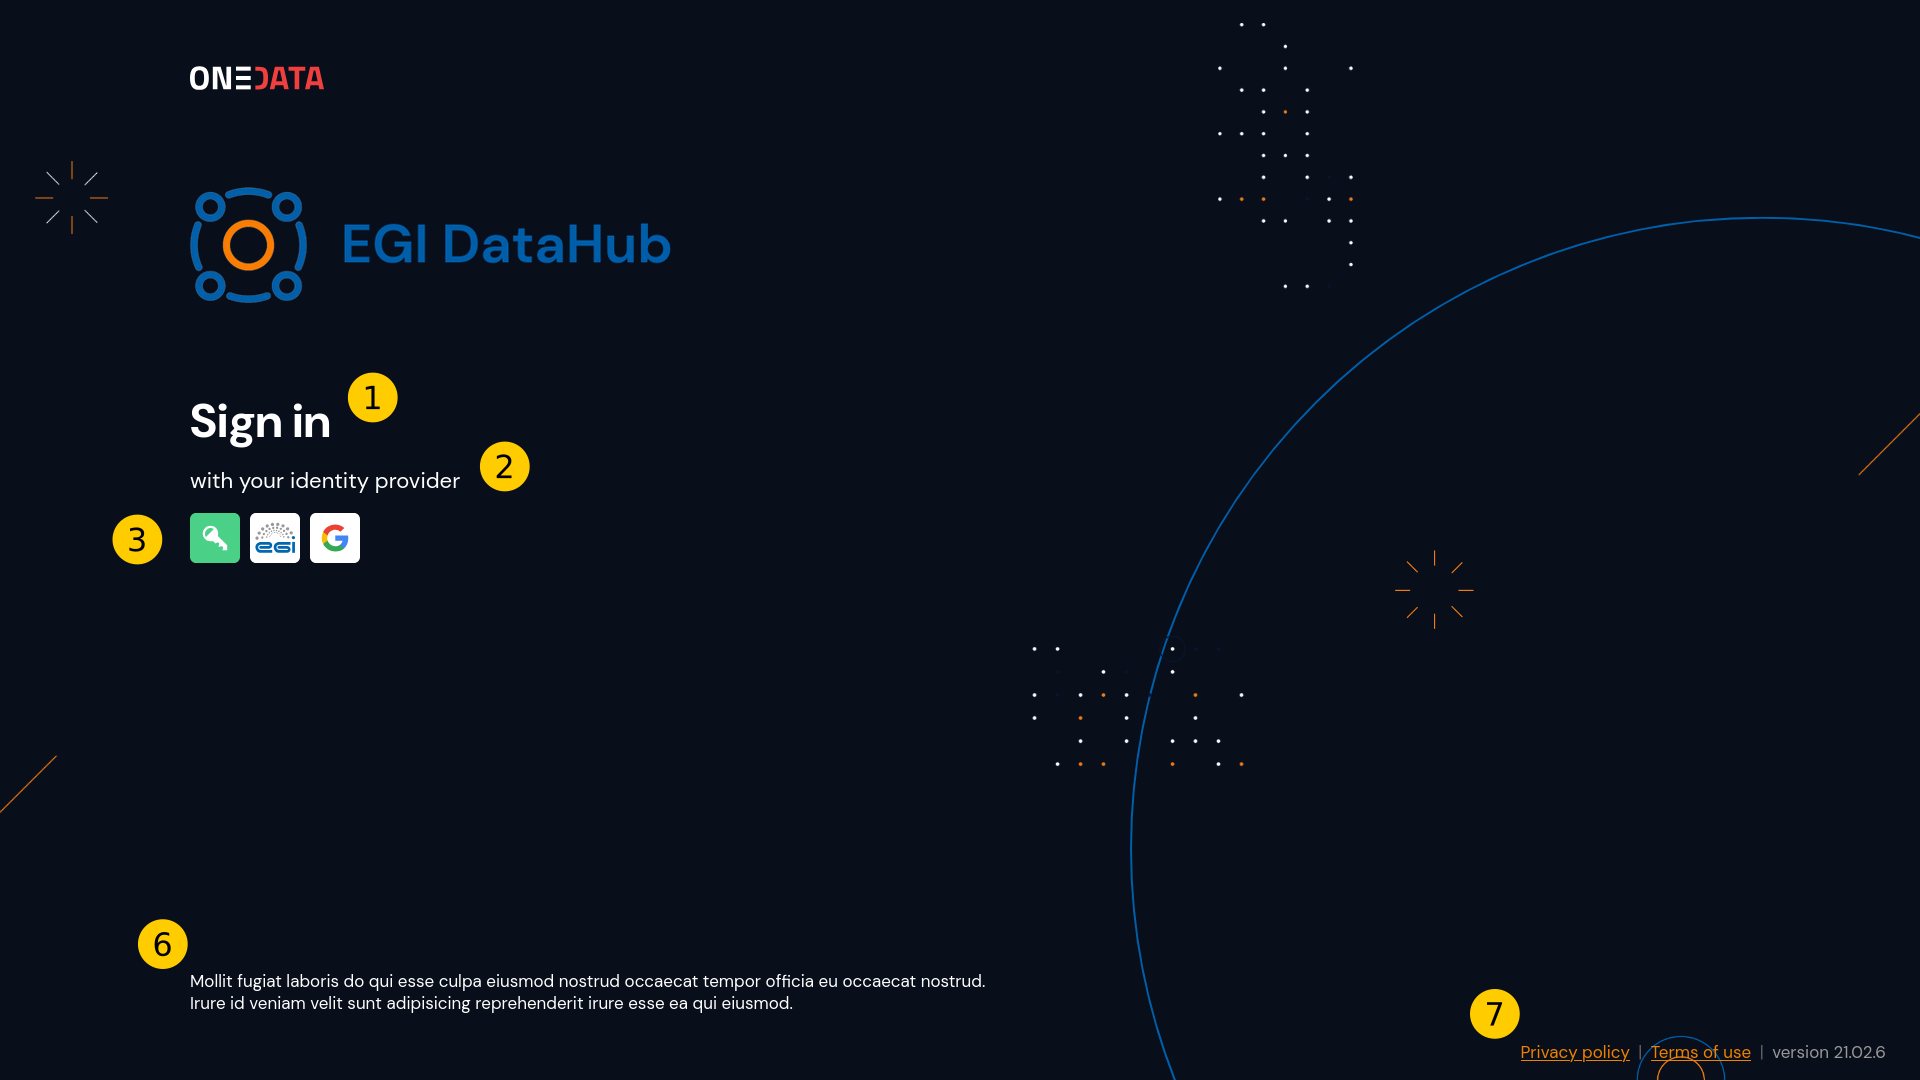 ONEDATA
EGI DataHub
1
Sign in
2
with your identity provider
3
egi
G
6
Mollit fugiat laboris do qui esse culpa eiusmod nostrud occaecat tempor officia eu occaecat nostrud.
Irure id veniam velit sunt adipisicing reprehenderit irure esse ea qui eiusmod.
7
Privacy policy | Terms of use | version 21.02.6